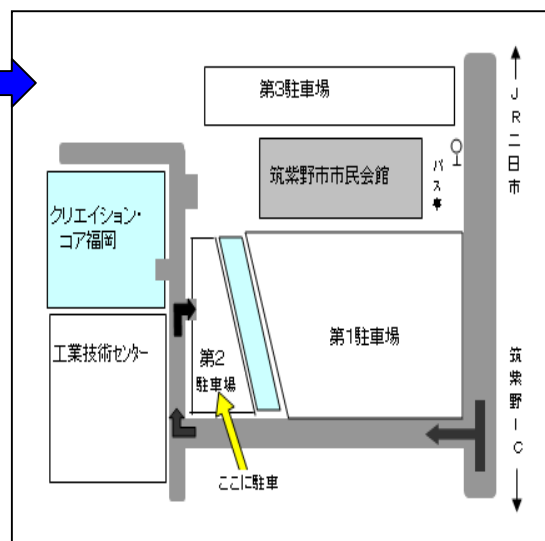 第3駐車場
筑紫野市市民会館
バス亭
JR二日市
クリエイション・
コア福岡
工業技術センター
第2
駐車場
第1駐車場
筑紫野IC
ここに駐車